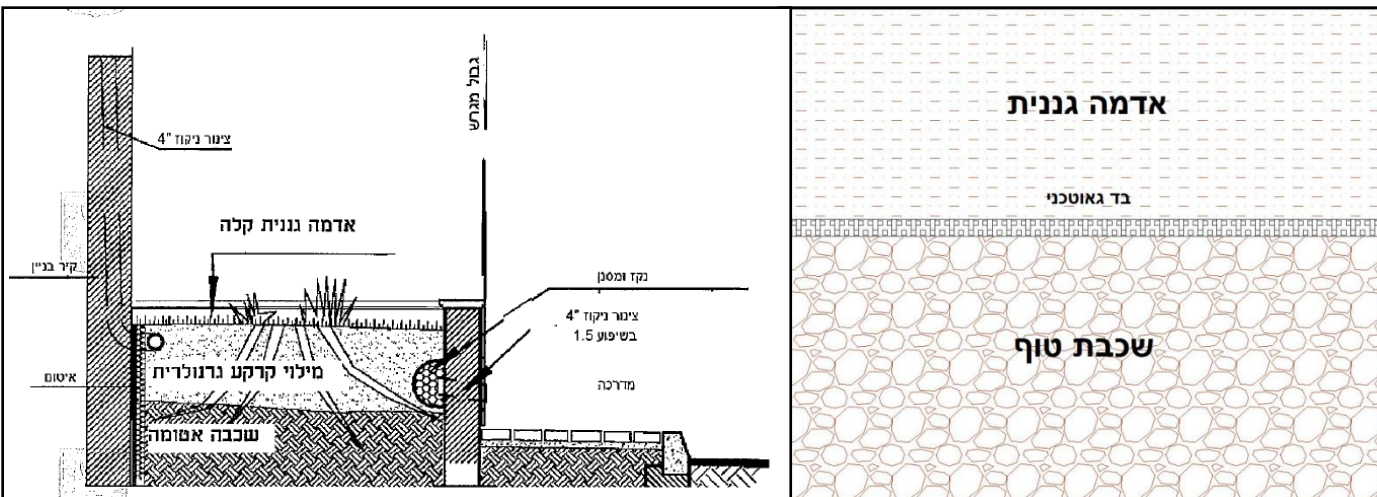 גבול מגרש
צינור ניקוז "4
אדמה גננית קלה
קיר בניין
נקז ומסנן
צינור ניקוז "4
בשיפוע 1.5
מילוי קרקע גרנולרית
איטום
מדרכה
שכבה אטומה
אדמה גננית
בד גאוטכני
שכבת טוף